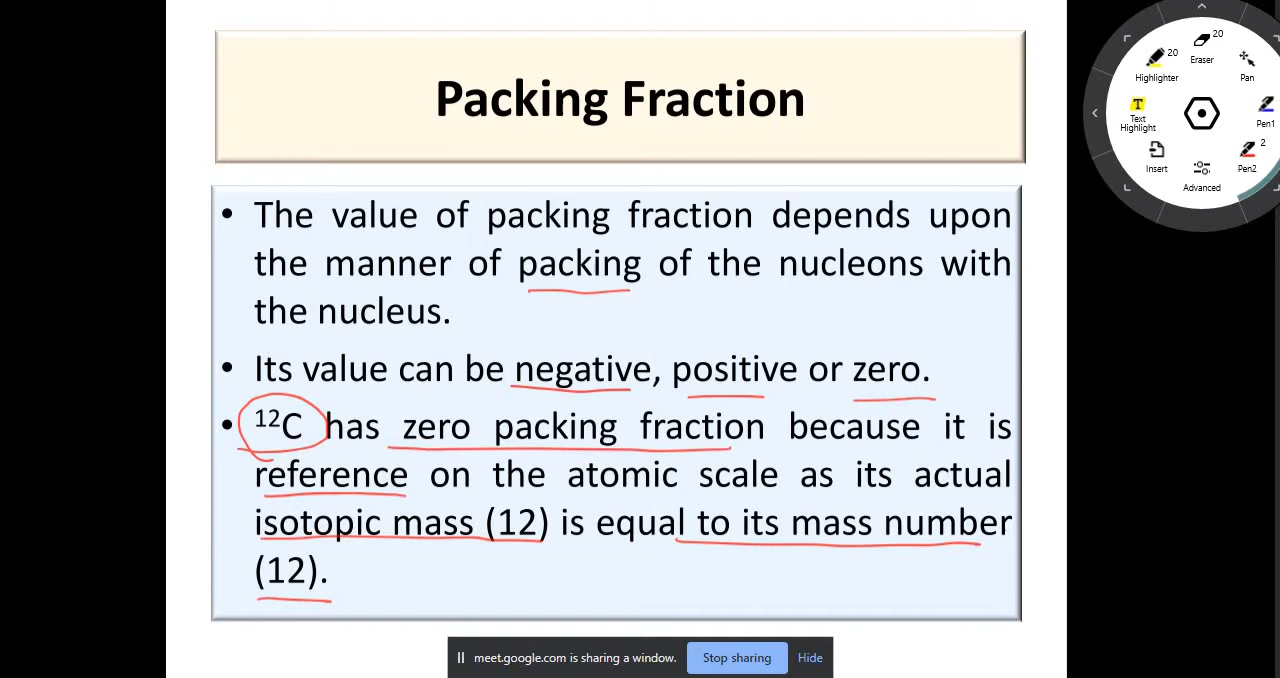 Packing Fraction
• The value of packing fraction depends upon
the manner of packing of the nucleons with
the nucleus.
• Its value can be negative, positive or zero.
• ¹²C has zero packing fraction because it is
reference on the atomic scale as its actual
isotopic mass (12) is equal to its mass number
(12).
20
Eraser
20
Highlighter
Pan
T
Text
Highlight
Pen1
Insert
2
Pen2
Advanced
meet.google.com is sharing a window.
Stop sharing
Hide